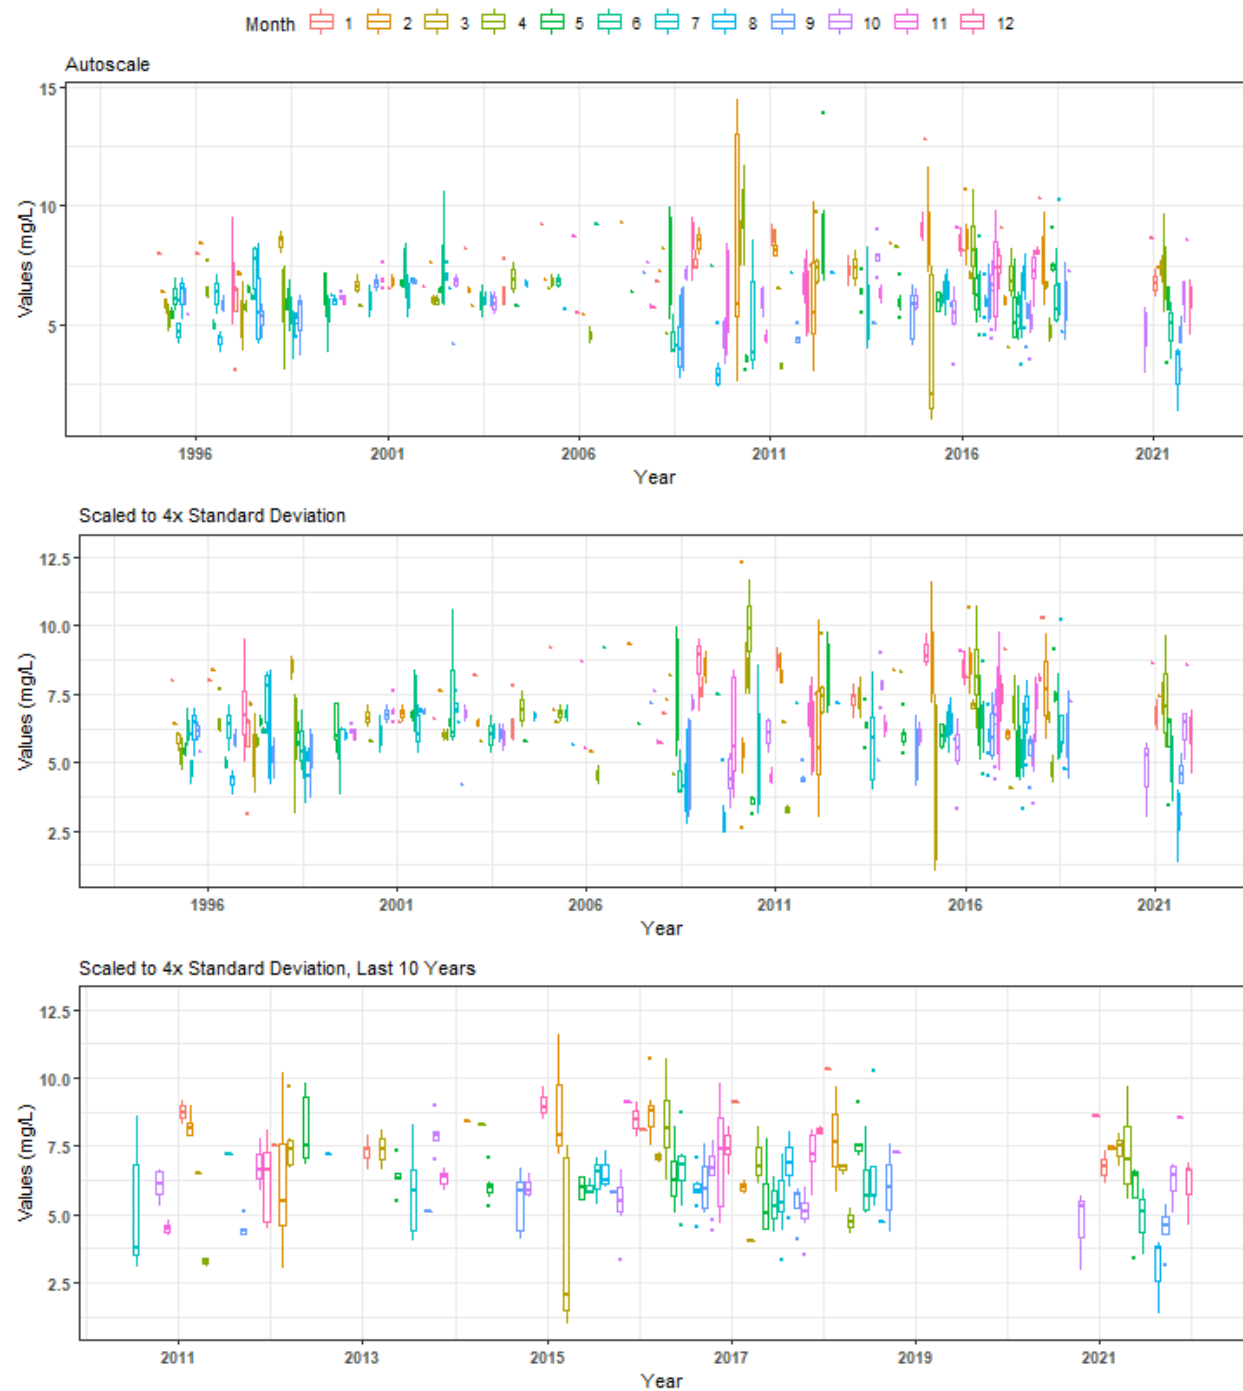 Month 1 2 3 4 5 6 7 8 9 10 11 12
Autoscale
15
10
5
Values (mg/L)
1996 2001 2006 2011 2016 2021
Year
Scaled to 4x Standard Deviation
12.5
10.0
7.5
5.0
2.5
Values (mg/L)
1996 2001 2006 2011 2016 2021
Year
Scaled to 4x Standard Deviation, Last 10 Years
12.5
10.0
7.5
5.0
2.5
Values (mg/L)
2011 2013 2015 2017 2019 2021
Year